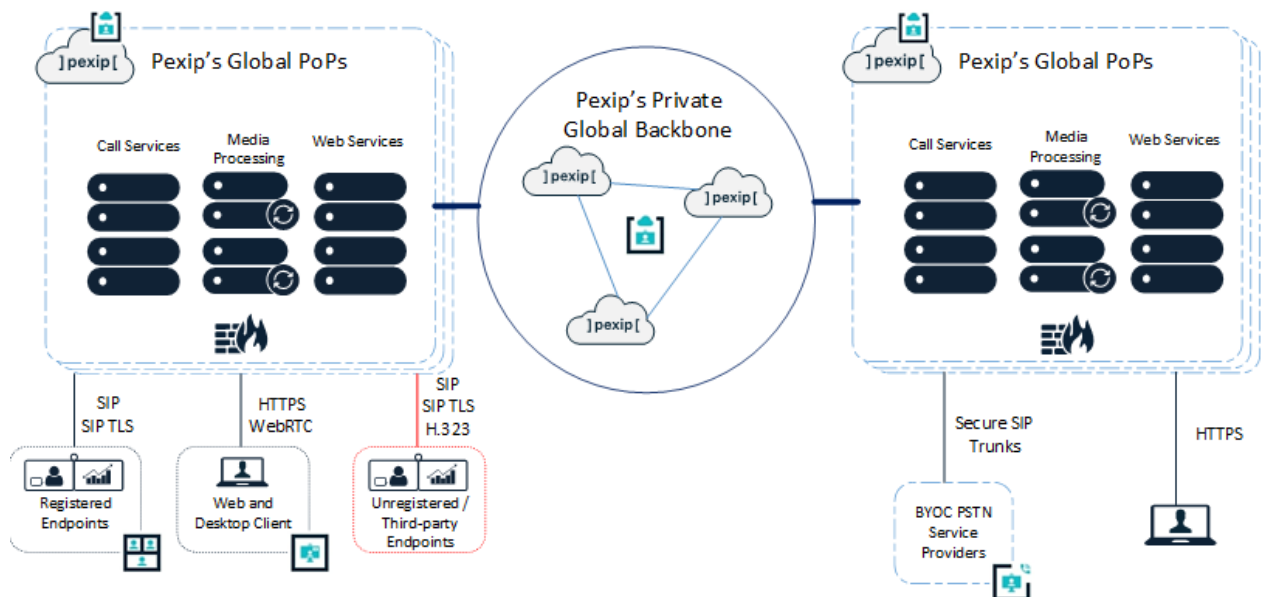 ]pexip[
Pexip's Global PoPs
Call Services
Media
Processing
Web Services
SIP
SIP TLS
HTTPS
WebRTC
SIP
SIP TLS
H.323
Registered
Endpoints
Web and
Desktop Client
Unregistered /
Third-party
Endpoints
Pexip's Private
Global Backbone
]pexip[
]pexip[
]pexip[
]pexip[
Pexip's Global PoPs
Call Services
Media
Processing
Web Services
Secure SIP
Trunks
HTTPS
BYOC PSTN
Service
Providers